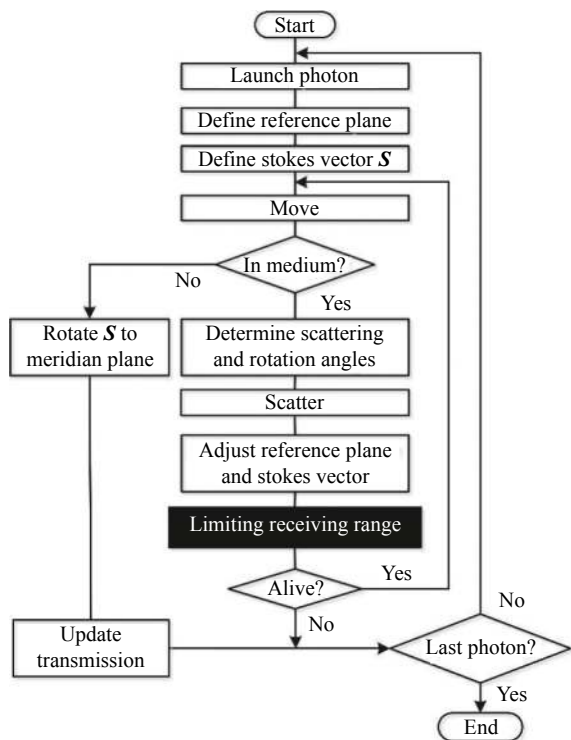 Start
Launch photon
Define reference plane
Define stokes vector S
Move
In medium?
No
Yes
Rotate S to
meridian plane
Determine scattering
and rotation angles
Scatter
Adjust reference plane
and stokes vector
Limiting receiving range
Alive?
Yes
No
Update
transmission
Last photon?
No
Yes
End